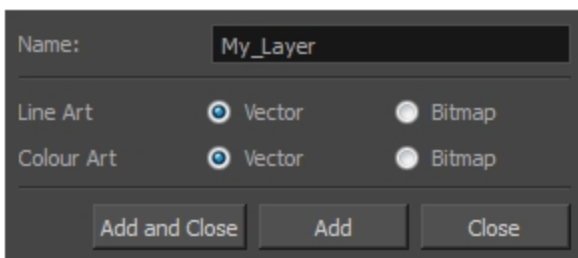 Name: My_Layer
Line Art Vector Bitmap
Colour Art Vector Bitmap
Add and Close Add Close